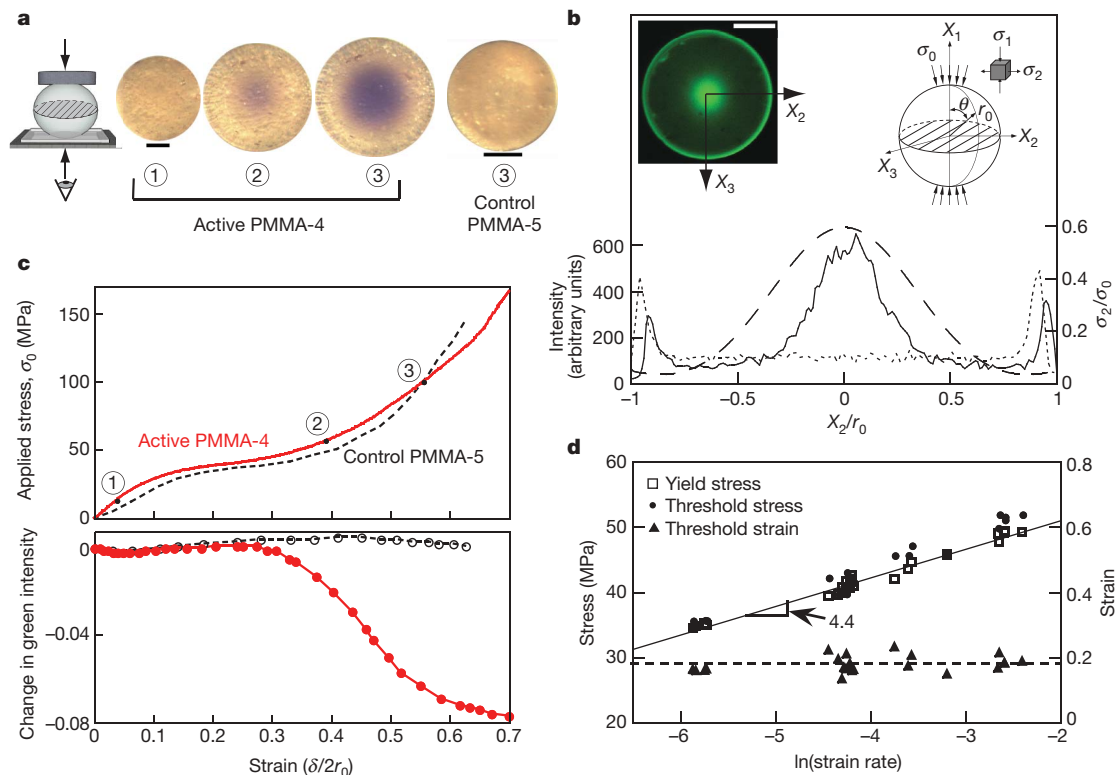 a
①
②
③
③
Active PMMA-4
Control
PMMA-5
b
X2
X3
X1
σ0
σ1
σ2
θ
r0
X2
X3
Intensity
(arbitrary units)
600
400
200
0
0.6
0.4
0.2
0
σ2/σ0
−1
−0.5
0
0.5
1
X2/r0
c
Applied stress, σ0 (MPa)
150
100
50
0
①
②
③
Active PMMA-4
Control PMMA-5
Change in green intensity
0
−0.04
−0.08
0
0.1
0.2
0.3
0.4
0.5
0.6
0.7
Strain (δ/2r0)
d
Stress (MPa)
60
50
40
30
20
Yield stress
Threshold stress
Threshold strain
4.4
0.8
0.6
0.4
0.2
0
Strain
−6
−5
−4
−3
−2
ln(strain rate)